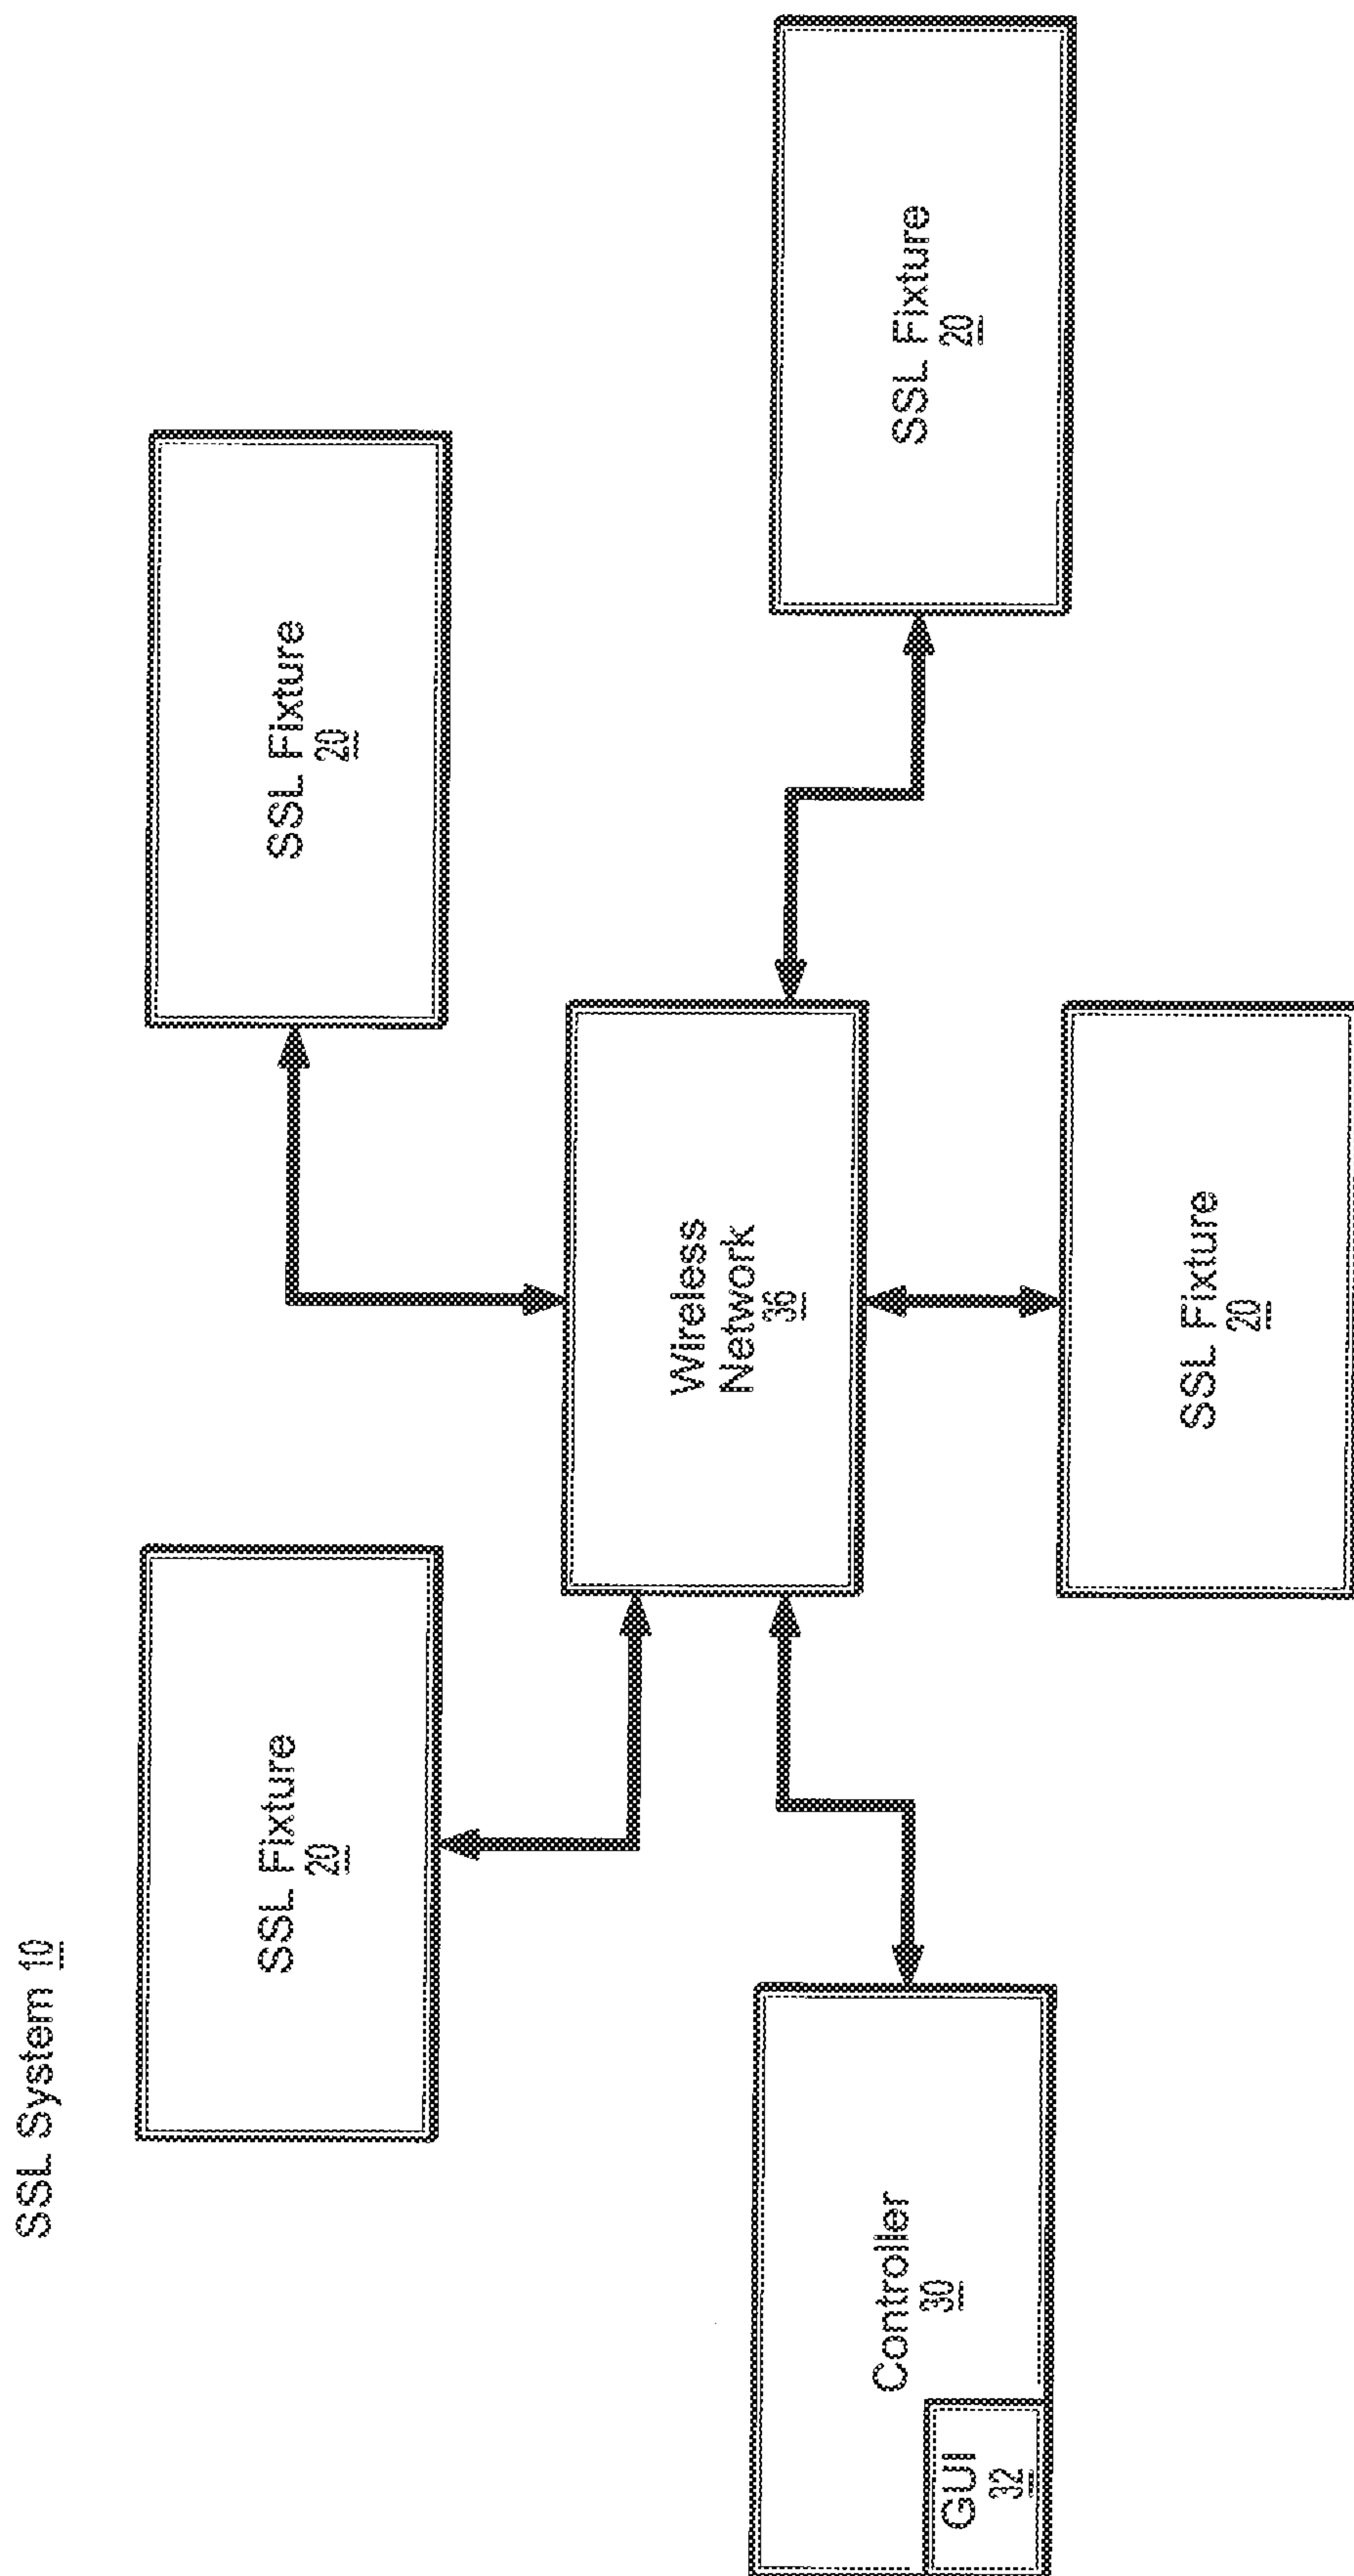 SSL System 10
SSL Fixture
20
SSL Fixture
20
Wireless
Network
36
Controller
30
GUI
32
SSL Fixture
20
SSL Fixture
20